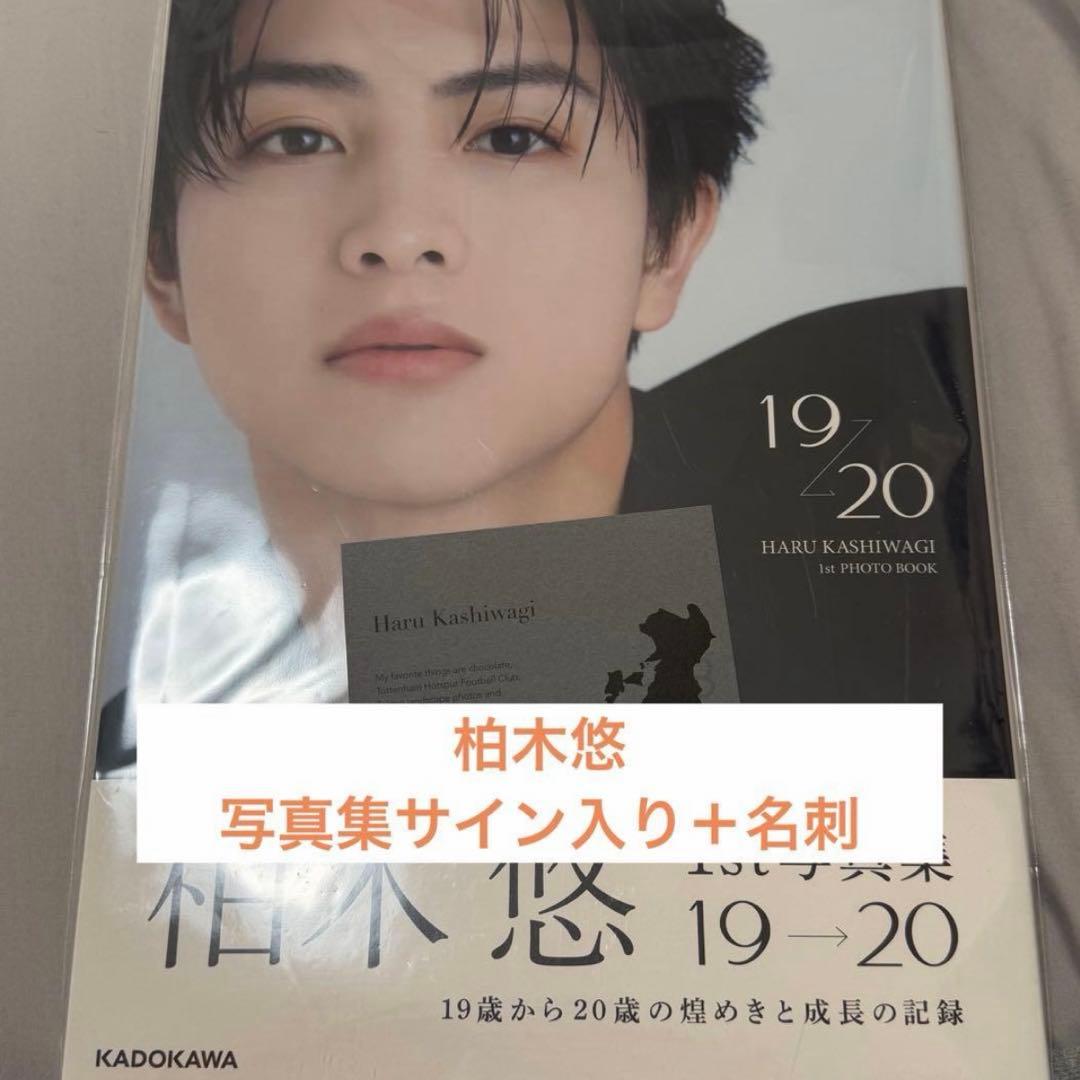 19
20
HARU KASHIWAGI
1st PHOTO BOOK
Haru Kashiwagi
My favorite things are chocolate,
Tottenham Hotspur Football Club,
landscape photos and
柏木悠
写真集サイン入り＋名刺
柏木 悠
1st写真集
19→20
19歳から20歳の煌めきと成長の記録
KADOKAWA